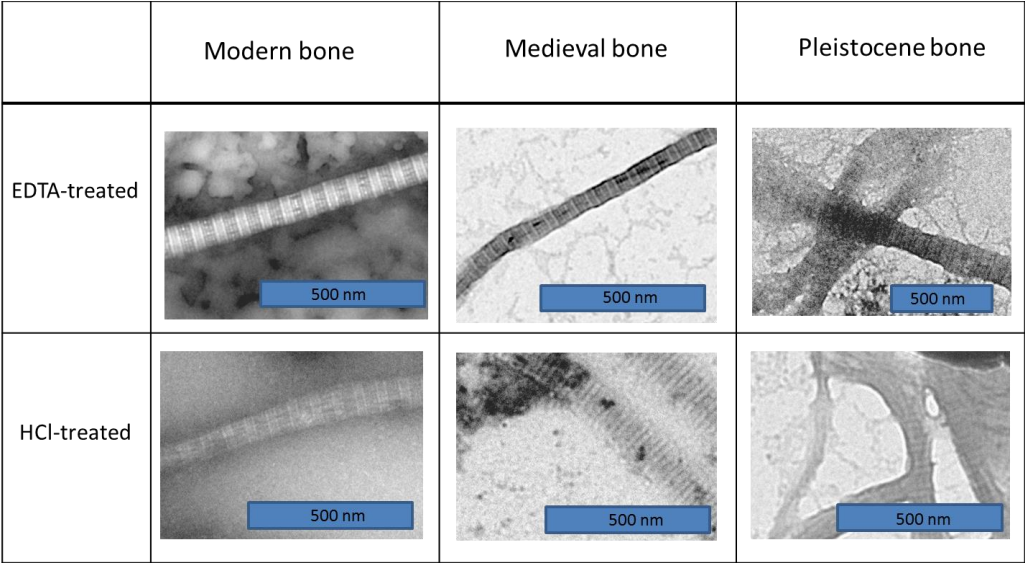 Modern bone
Medieval bone
Pleistocene bone
EDTA-treated
500 nm
500 nm
500 nm
HCl-treated
500 nm
500 nm
500 nm